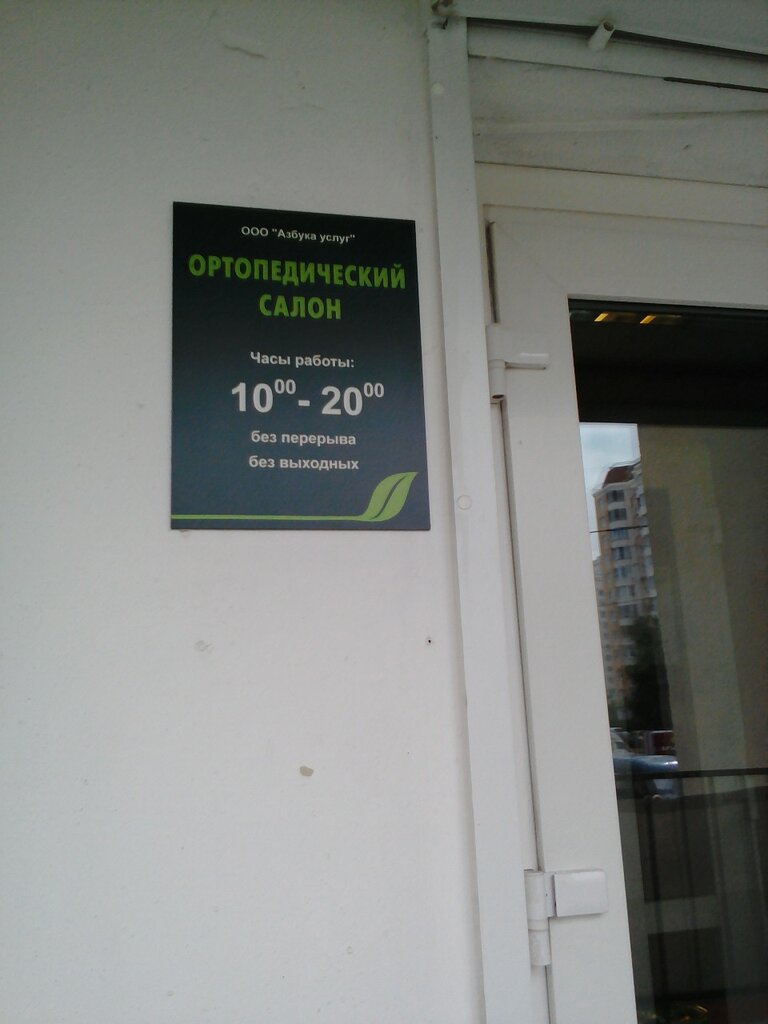 ООО "Азбука услуг"
ОРТОПЕДИЧЕСКИЙ
САЛОН
Часы работы:
10⁰⁰- 20⁰⁰
без перерыва
без выходных